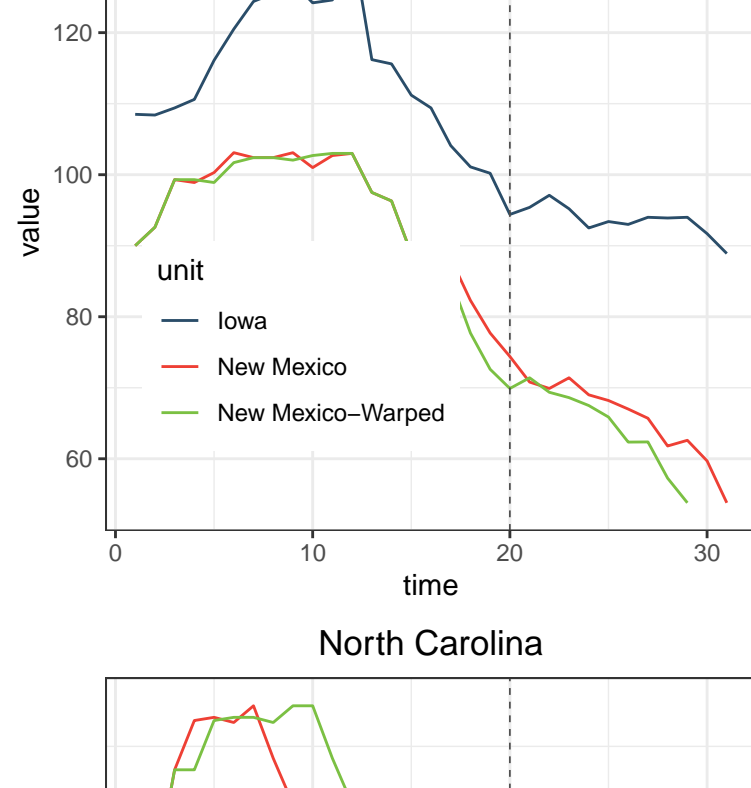 120
100
80
60
value
unit
Iowa
New Mexico
New Mexico−Warped
0 10 20 30
time
North Carolina